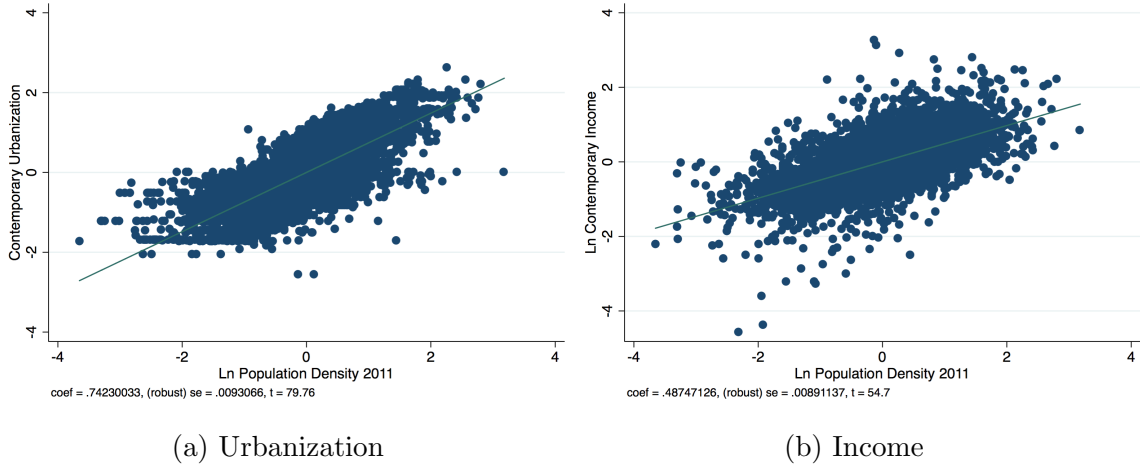 4
2
0
-2
-4
Contemporary Urbanization
-4
-2
0
2
4
Ln Population Density 2011
coef = .74230033, (robust) se = .0093066, t = 79.76
(a) Urbanization
4
2
0
-2
-4
Ln Contemporary Income
-4
-2
0
2
4
Ln Population Density 2011
coef = .48747126, (robust) se = .00891137, t = 54.7
(b) Income